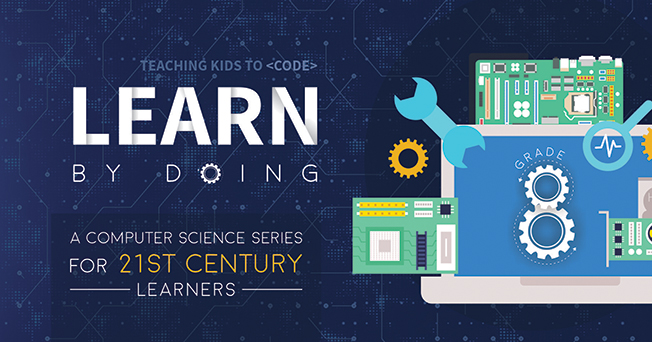 TEACHING KIDS TO <CODE>
LEARN
BY DOING
A COMPUTER SCIENCE SERIES
FOR 21ST CENTURY
LEARNERS
GRADE
8